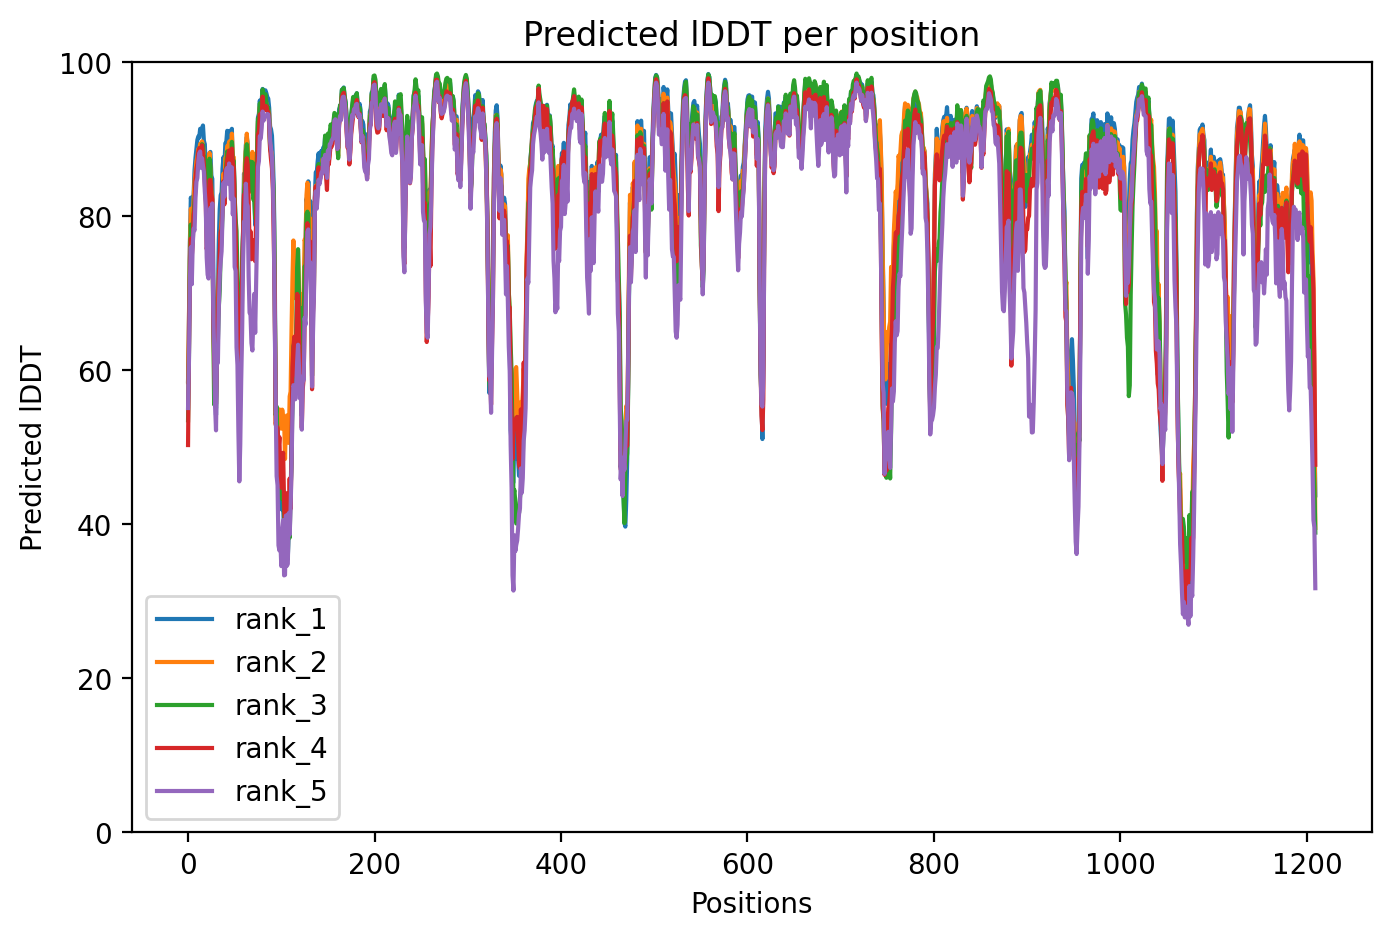 Predicted lDDT per position
100
80
60
40
20
0
Predicted lDDT
rank_1
rank_2
rank_3
rank_4
rank_5
0 200 400 600 800 1000 1200
Positions